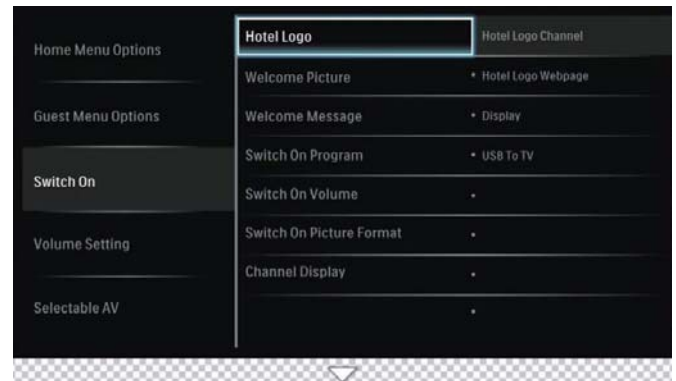 Home Menu Options
Guest Menu Options
Switch On
Volume Setting
Selectable AV
Hotel Logo
Welcome Picture
Welcome Message
Switch On Program
Switch On Volume
Switch On Picture Format
Channel Display
Hotel Logo Channel
• Hotel Logo Webpage
• Display
• USB To TV
•
•
•
•